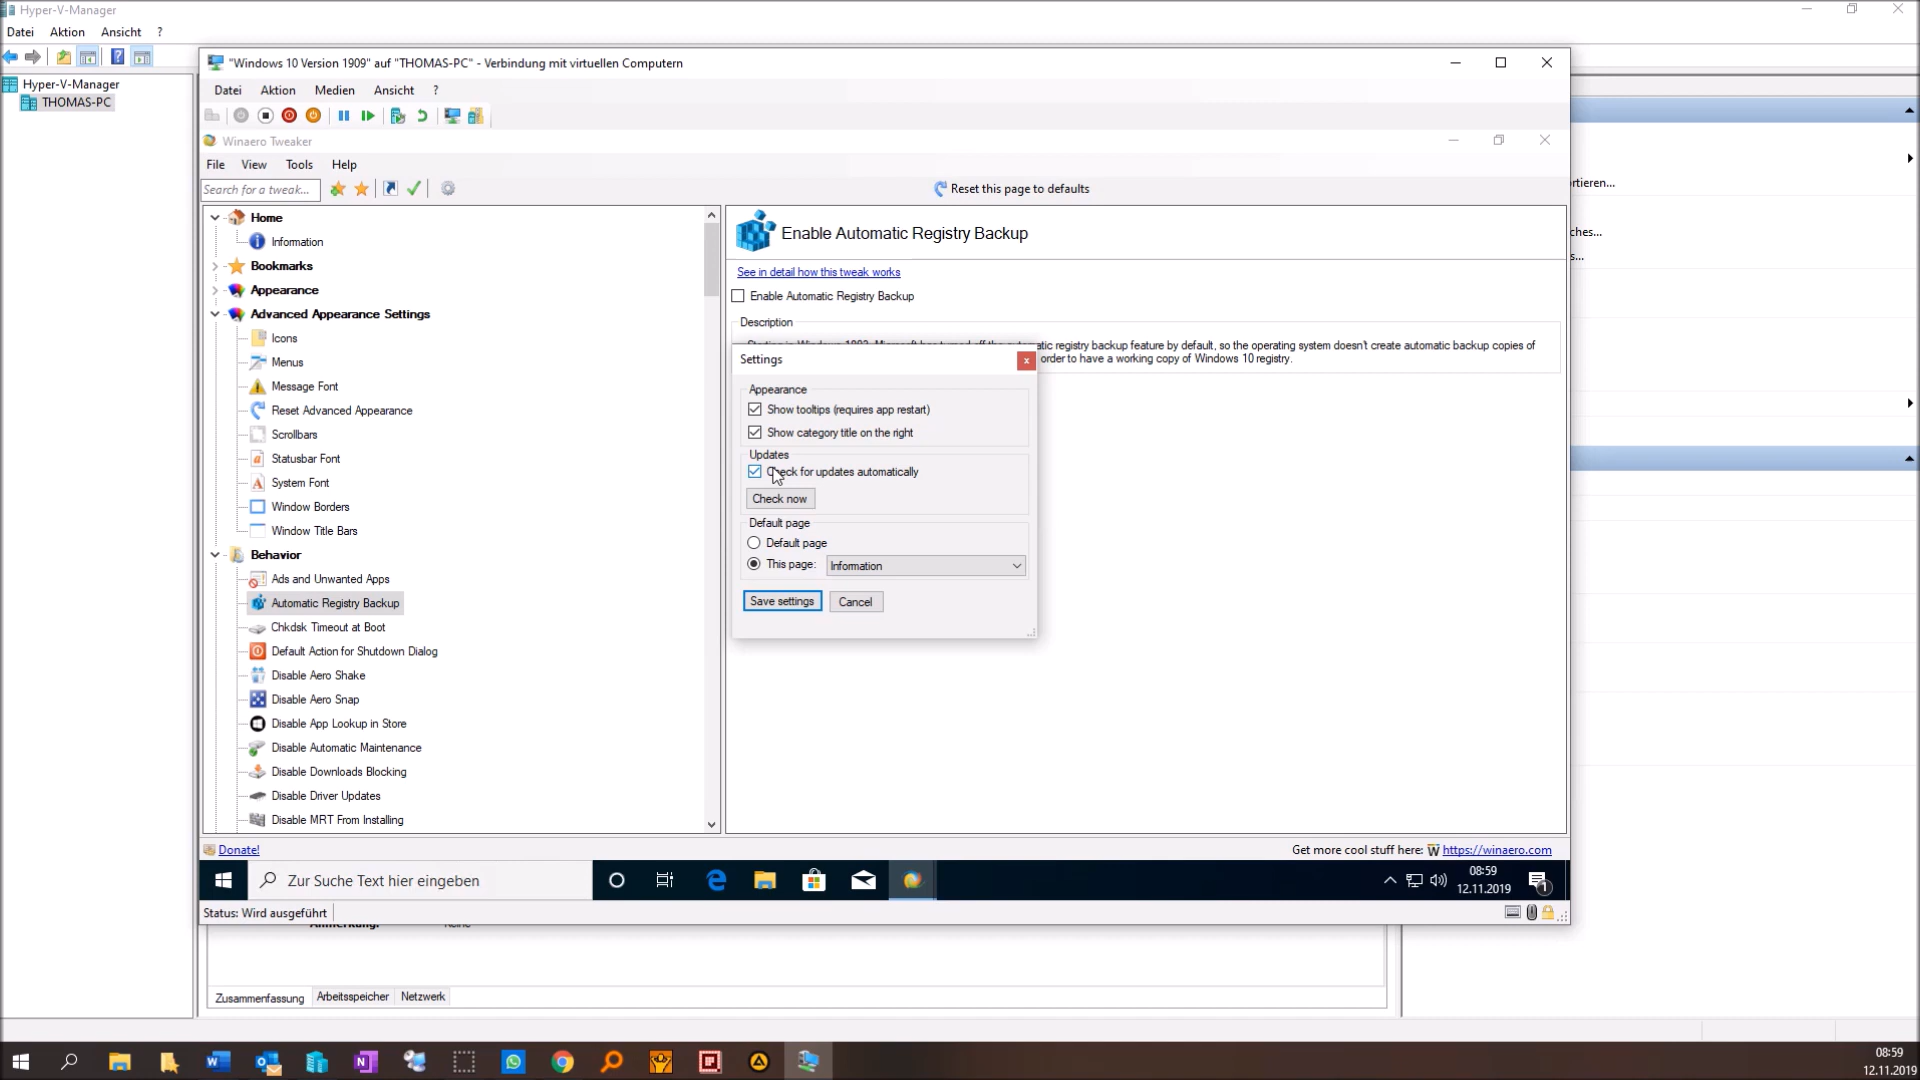 Hyper-V-Manager
Datei Aktion Ansicht ?
Hyper-V-Manager
THOMAS-PC
"Windows 10 Version 1909" auf "THOMAS-PC" - Verbindung mit virtuellen Computern
Datei Aktion Medien Ansicht ?
Winaero Tweaker
File View Tools Help
Search for a tweak...
Reset this page to defaults
Home
Information
Bookmarks
Appearance
Advanced Appearance Settings
Icons
Menus
Message Font
Reset Advanced Appearance
Scrollbars
Statusbar Font
System Font
Window Borders
Window Title Bars
Behavior
Ads and Unwanted Apps
Automatic Registry Backup
Chkdsk Timeout at Boot
Default Action for Shutdown Dialog
Disable Aero Shake
Disable Aero Snap
Disable App Lookup in Store
Disable Automatic Maintenance
Disable Downloads Blocking
Disable Driver Updates
Disable MRT From Installing
Enable Automatic Registry Backup
See in detail how this tweak works
Enable Automatic Registry Backup
Description
registry backup feature by default, so the operating system doesn't create automatic backup copies of
order to have a working copy of Windows 10 registry.
Settings
x
Appearance
Show tooltips (requires app restart)
Show category title on the right
Updates
Check for updates automatically
Check now
Default page
Default page
This page: Information
Save settings Cancel
rtieren...
ches...
s...
Donate!
Get more cool stuff here: W https://winaero.com
Zur Suche Text hier eingeben
08:59
12.11.2019
1
Status: Wird ausgeführt
Zusammenfassung Arbeitsspeicher Netzwerk
08:59
12.11.2019